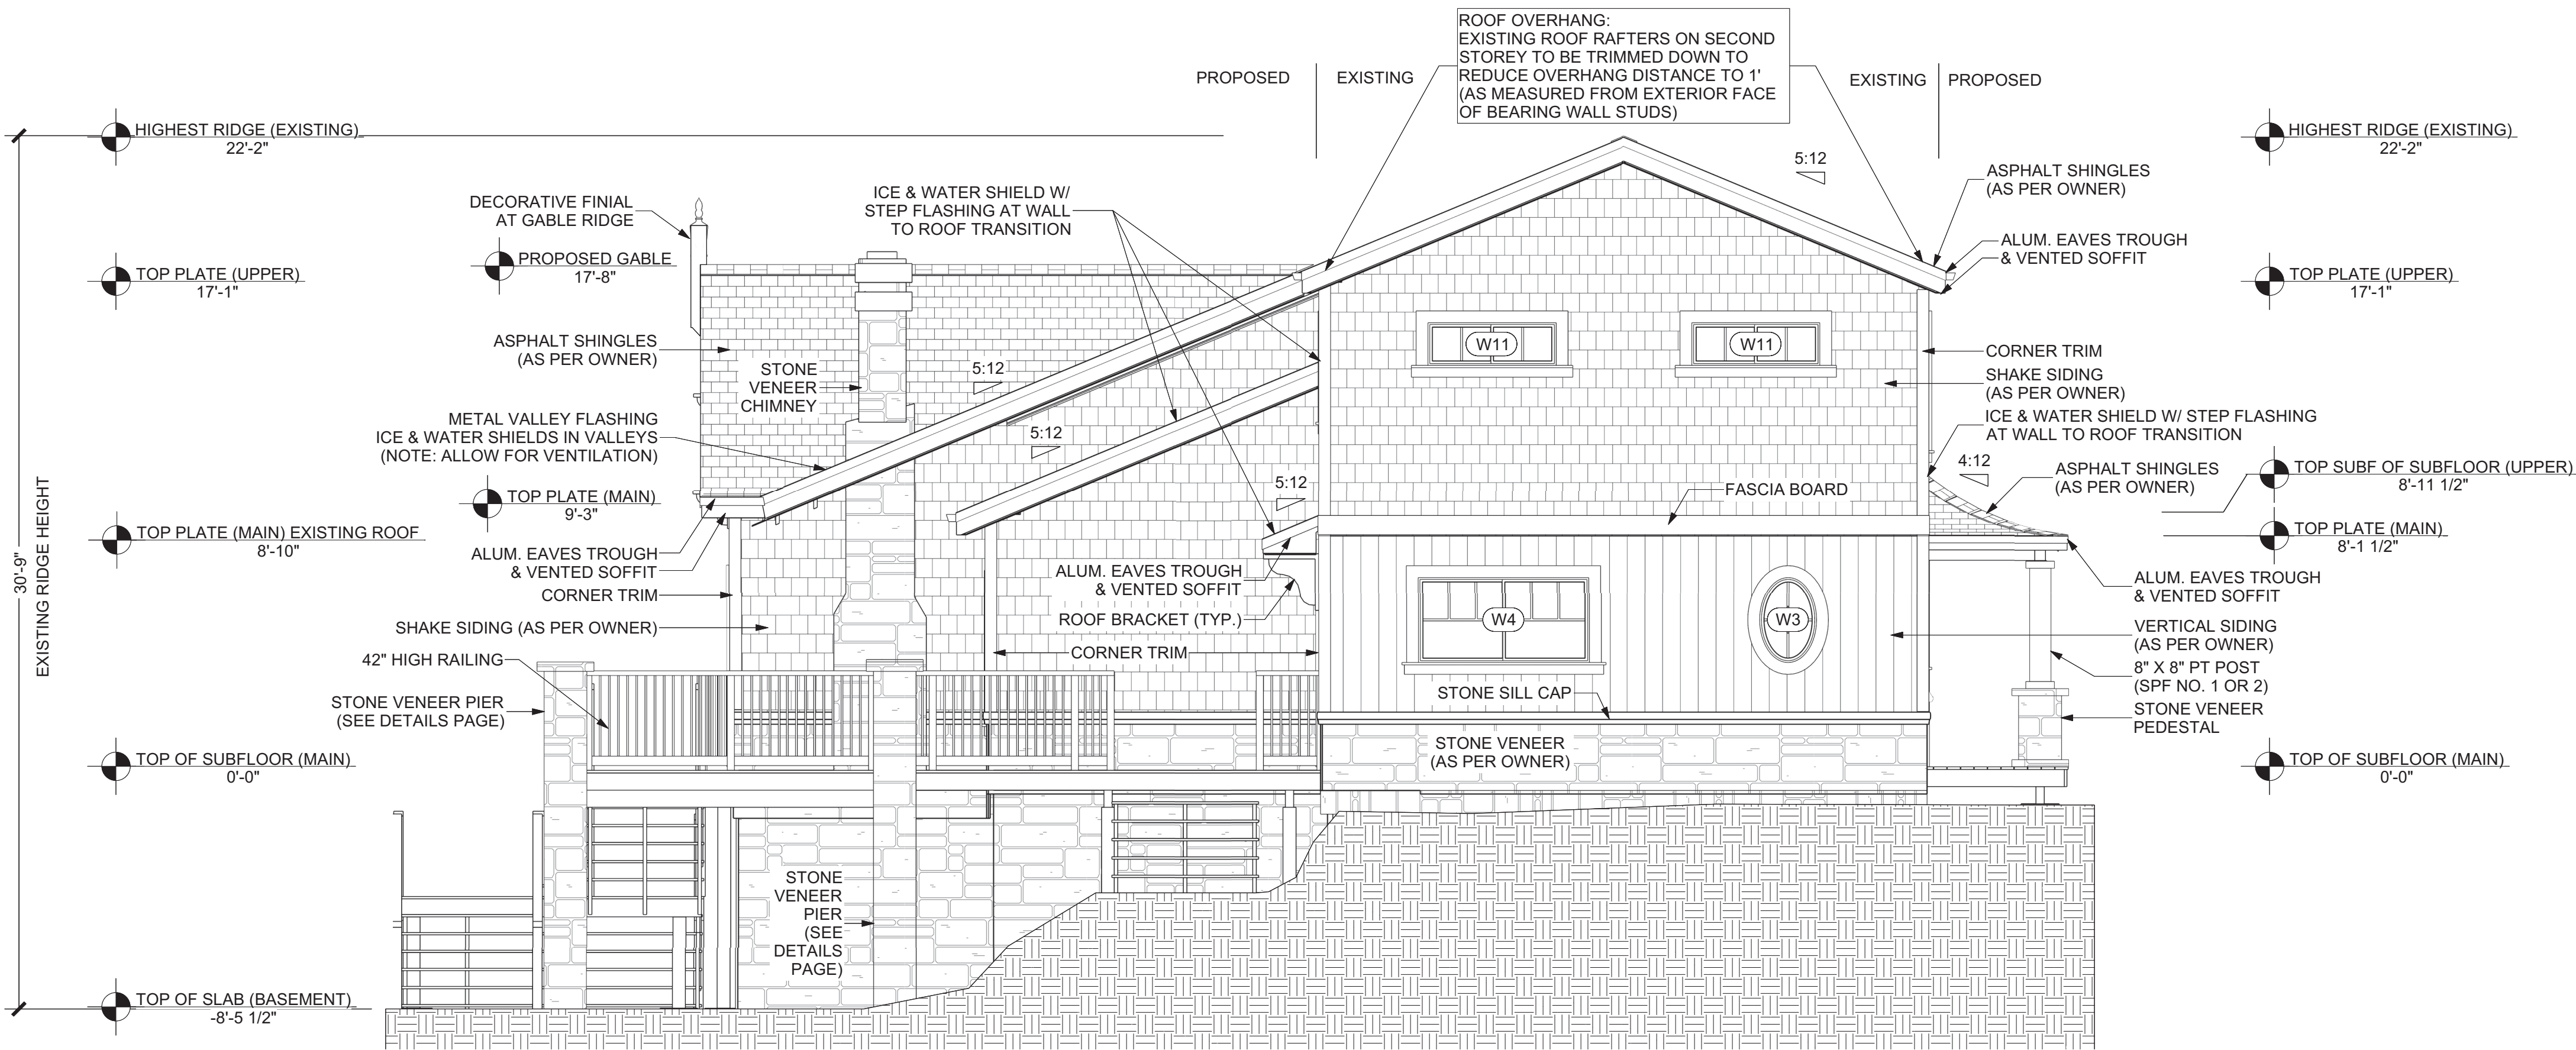 ROOF OVERHANG:
EXISTING ROOF RAFTERS ON SECOND
STOREY TO BE TRIMMED DOWN TO
REDUCE OVERHANG DISTANCE TO 1'
(AS MEASURED FROM EXTERIOR FACE
OF BEARING WALL STUDS)
PROPOSED
EXISTING
EXISTING
PROPOSED
HIGHEST RIDGE (EXISTING)
22'-2"
HIGHEST RIDGE (EXISTING)
22'-2"
5:12
ASPHALT SHINGLES
(AS PER OWNER)
DECORATIVE FINIAL
AT GABLE RIDGE
ICE & WATER SHIELD W/
STEP FLASHING AT WALL
TO ROOF TRANSITION
ALUM. EAVES TROUGH
& VENTED SOFFIT
PROPOSED GABLE
17'-8"
TOP PLATE (UPPER)
17'-1"
TOP PLATE (UPPER)
17'-1"
ASPHALT SHINGLES
(AS PER OWNER)
W11
W11
CORNER TRIM
STONE
VENEER
CHIMNEY
5:12
SHAKE SIDING
(AS PER OWNER)
METAL VALLEY FLASHING
ICE & WATER SHIELDS IN VALLEYS
(NOTE: ALLOW FOR VENTILATION)
5:12
ICE & WATER SHIELD W/ STEP FLASHING
AT WALL TO ROOF TRANSITION
4:12
ASPHALT SHINGLES
(AS PER OWNER)
TOP SUBF OF SUBFLOOR (UPPER)
8'-11 1/2"
5:12
FASCIA BOARD
TOP PLATE (MAIN)
9'-3"
TOP PLATE (MAIN) EXISTING ROOF
8'-10"
TOP PLATE (MAIN)
8'-1 1/2"
ALUM. EAVES TROUGH
& VENTED SOFFIT
ALUM. EAVES TROUGH
& VENTED SOFFIT
ALUM. EAVES TROUGH
& VENTED SOFFIT
CORNER TRIM
ROOF BRACKET (TYP.)
W4
W3
SHAKE SIDING (AS PER OWNER)
VERTICAL SIDING
(AS PER OWNER)
42" HIGH RAILING
CORNER TRIM
8" X 8" PT POST
(SPF NO. 1 OR 2)
STONE VENEER PIER
(SEE DETAILS PAGE)
STONE SILL CAP
STONE VENEER
PEDESTAL
STONE VENEER
(AS PER OWNER)
TOP OF SUBFLOOR (MAIN)
0'-0"
TOP OF SUBFLOOR (MAIN)
0'-0"
30'-9"
EXISTING RIDGE HEIGHT
STONE
VENEER
PIER
(SEE
DETAILS
PAGE)
TOP OF SLAB (BASEMENT)
-8'-5 1/2"